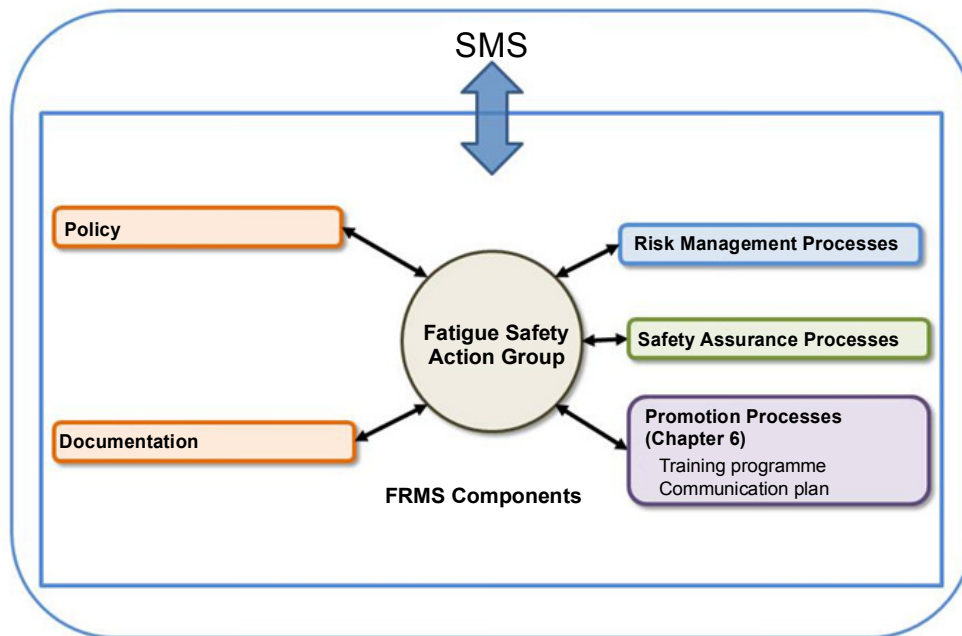 SMS
Policy
Risk Management Processes
Fatigue Safety
Action Group
Safety Assurance Processes
Documentation
Promotion Processes
(Chapter 6)
Training programme
Communication plan
FRMS Components